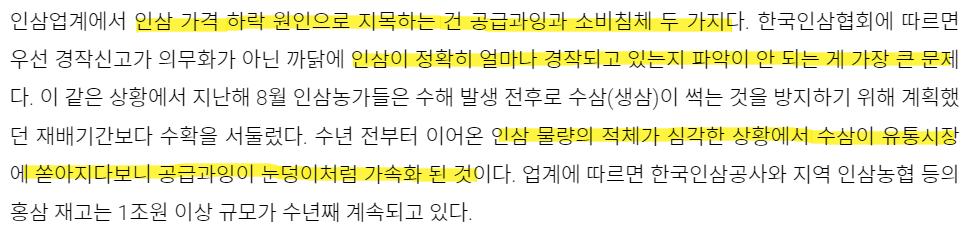 인삼업계에서 인삼 가격 하락 원인으로 지목하는 건 공급과잉과 소비침체 두 가지다. 한국인삼협회에 따르면
우선 경작신고가 의무화가 아닌 까닭에 인삼이 정확히 얼마나 경작되고 있는지 파악이 안 되는 게 가장 큰 문제
다. 이 같은 상황에서 지난해 8월 인삼농가들은 수해 발생 전후로 수삼(생삼)이 썩는 것을 방지하기 위해 계획했
던 재배기간보다 수확을 서둘렀다. 수년 전부터 이어온 인삼 물량의 적체가 심각한 상황에서 수삼이 유통시장
에 쏟아지다보니 공급과잉이 눈덩이처럼 가속화 된 것이다. 업계에 따르면 한국인삼공사와 지역 인삼농협 등의
홍삼 재고는 1조원 이상 규모가 수년째 계속되고 있다.